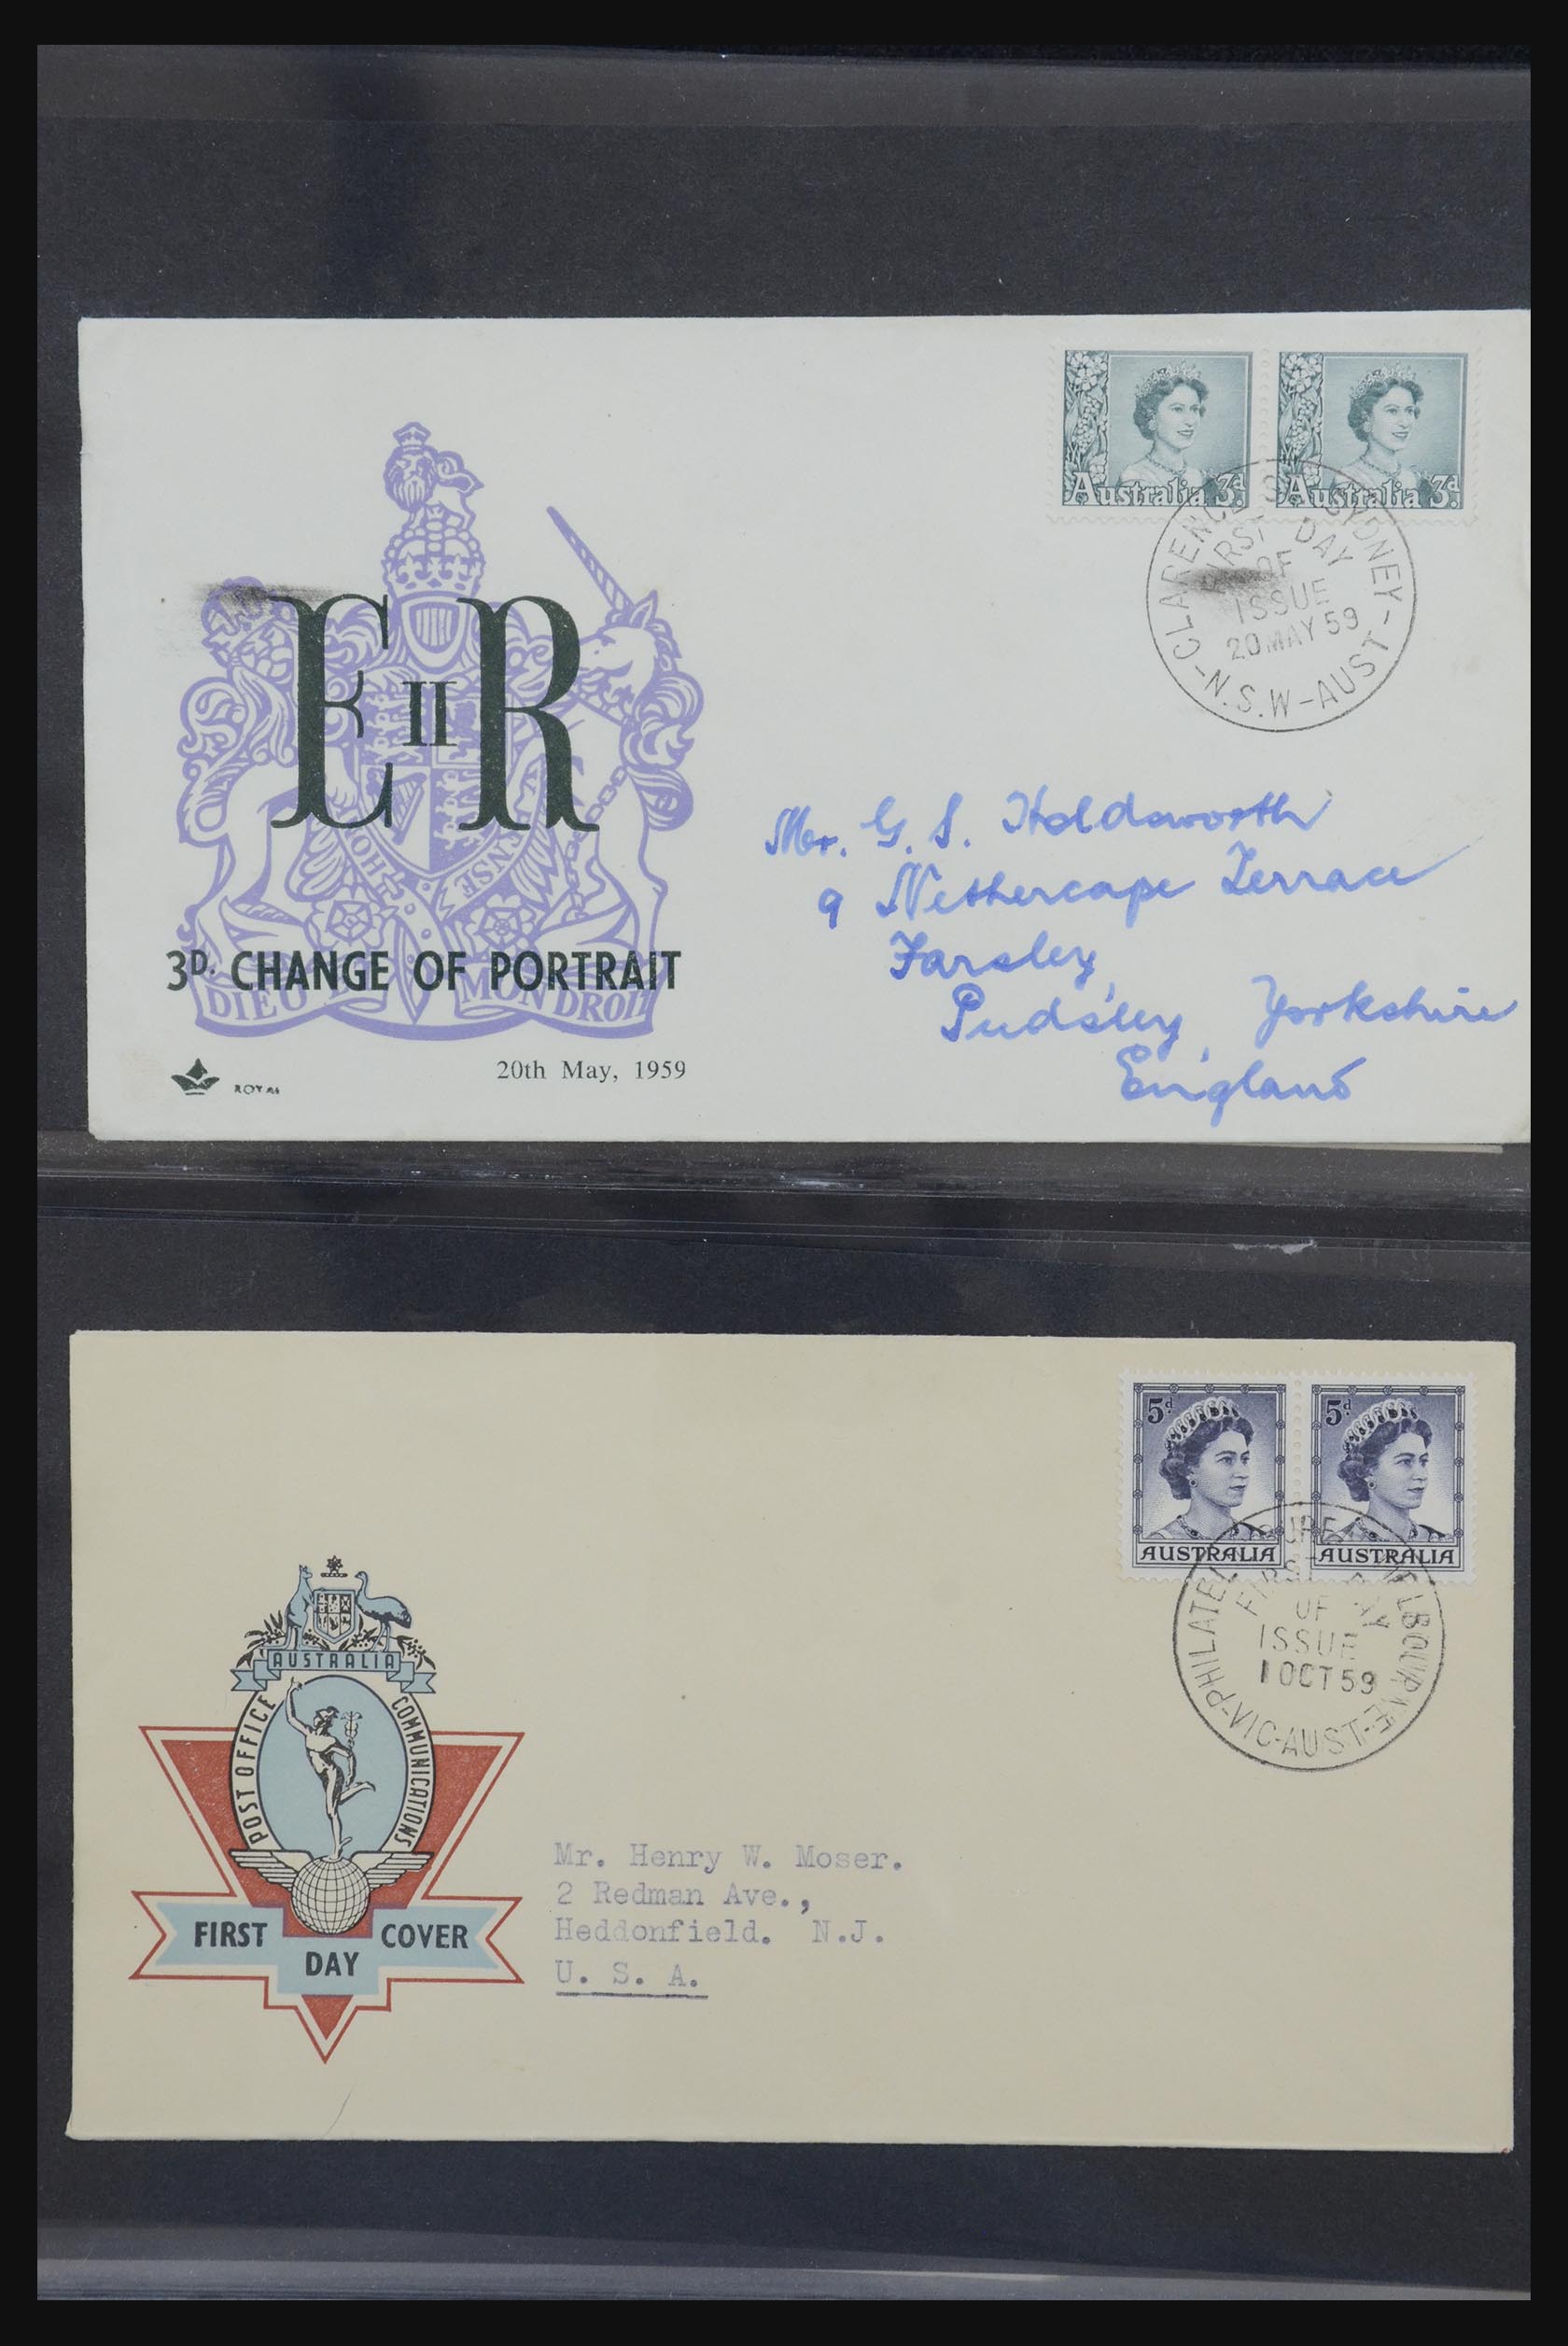 Australia 3d.
Australia 3d.
CLARENCE ST SYDNEY
FIRST DAY
OF
ISSUE
20 MAY 59
-N.S.W-AUST-
E II R
HO
ENSE
3D. CHANGE OF PORTRAIT
DIEU MON DROIT
20th May, 1959
ROYAL
Mr. G. S. Holdsworth
9 Nethercape Terrace
Farsley,
Pudsley, Yorkshire
England
5d.
AUSTRALIA
5d.
AUSTRALIA
OF
ISSUE
1 OCT 59
-VIC-AUST-
AUSTRALIA
POST OFFICE COMMUNICATIONS
FIRST DAY COVER
Mr. Henry W. Moser.
2 Redman Ave.,
Heddonfield. N.J.
U. S. A.